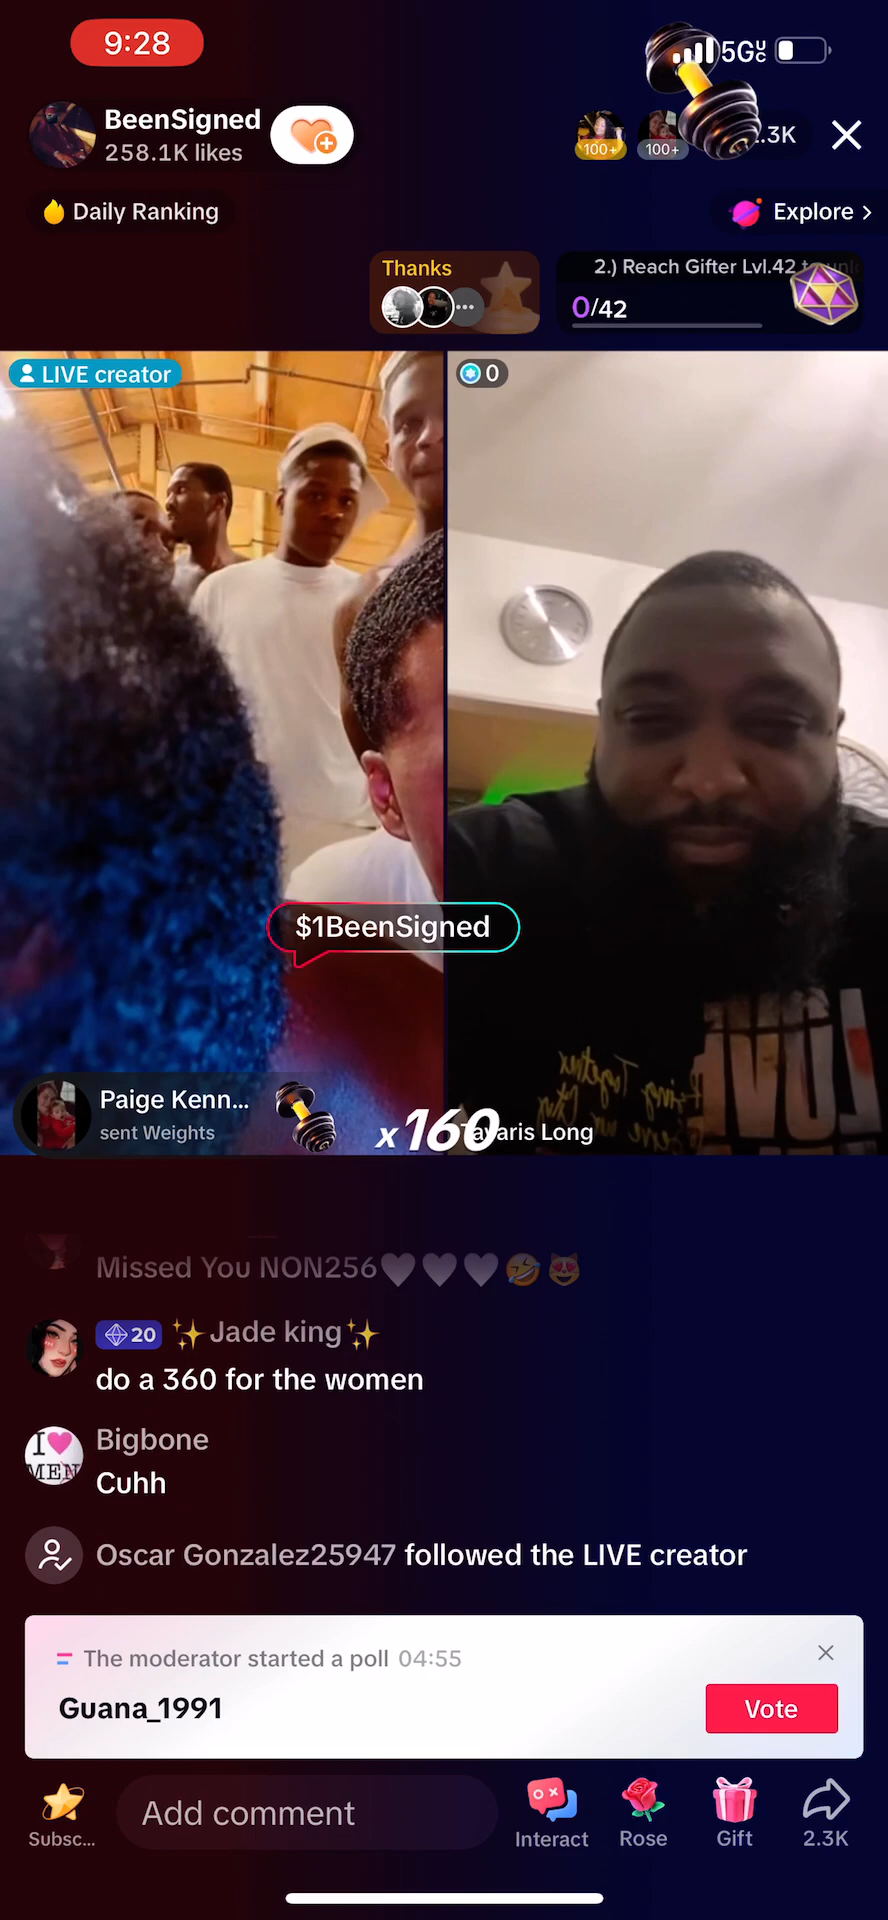 9:28
5G UC
BeenSigned
258.1K likes
100+
100+
.3K
Daily Ranking
Explore >
Thanks
2.) Reach Gifter Lvl.42
0/42
LIVE creator
0
$1BeenSigned
Paige Kenn...
sent Weights
x160
Tavaris Long
Missed You NON256🤍🤍🤍🤣😻
20 ✨Jade king✨
do a 360 for the women
Bigbone
I ♥
MEN
Cuhh
Oscar Gonzalez25947 followed the LIVE creator
The moderator started a poll 04:55
Guana_1991
Vote
Subsc...
Add comment
Interact
Rose
Gift
2.3K